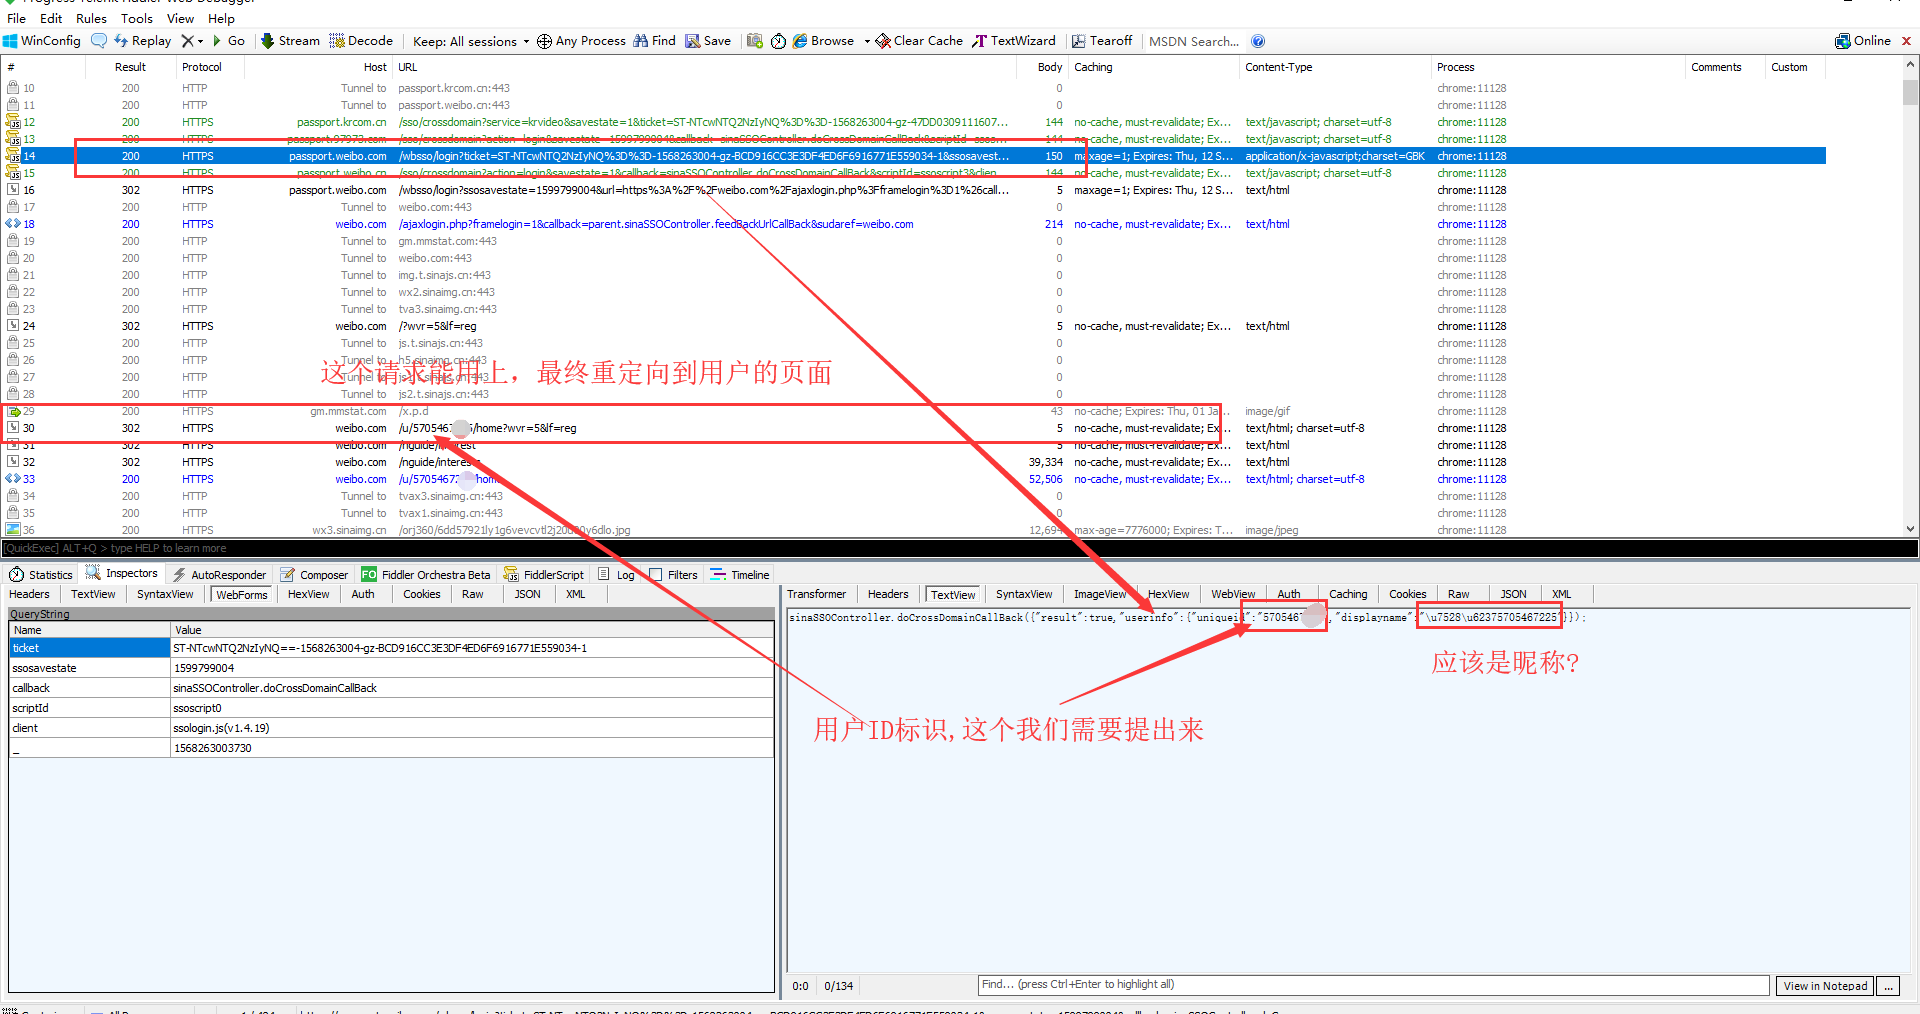 File Edit Rules Tools View Help
WinConfig Replay Go Stream Decode Keep: All sessions Any Process Find Save Browse Clear Cache TextWizard Tearoff MSDN Search... Online
# Result Protocol Host URL Body Caching Content-Type Process Comments Custom
10 200 HTTP Tunnel to passport.krcom.cn:443 0 chrome:11128
11 200 HTTP Tunnel to passport.weibo.com:443 0 chrome:11128
12 200 HTTPS passport.krcom.cn /sso/crossdomain?service=krvideo&savestate=1&ticket=ST-NTcwNTQ2NzIyNQ%3D%3D-1568263004-gz-47DD0309111607... 144 no-cache, must-revalidate; Ex... text/javascript; charset=utf-8 chrome:11128
13 200 HTTPS passport.97973.com /sso/crossdomain?action=login&savestate=1599799004&callback=sinaSSOController.doCrossDomainCallBack&scriptId=ssoscript... 144 no-cache, must-revalidate; Ex... text/javascript; charset=utf-8 chrome:11128
14 200 HTTPS passport.weibo.com /wbsso/login?ticket=ST-NTcwNTQ2NzIyNQ%3D%3D-1568263004-gz-BCD916CC3E3DF4ED6F6916771E559034-1&ssosavest... 150 maxage=1; Expires: Thu, 12 S... application/x-javascript;charset=GBK chrome:11128
15 200 HTTPS passport.weibo.cn /sso/crossdomain?action=login&savestate=1&callback=sinaSSOController.doCrossDomainCallBack&scriptId=ssoscript3&clien... 144 no-cache, must-revalidate; Ex... text/javascript; charset=utf-8 chrome:11128
16 302 HTTPS passport.weibo.com /wbsso/login?ssosavestate=1599799004&url=https%3A%2F%2Fweibo.com%2Fajaxlogin.php%3Fframelogin%3D1%26call... 5 maxage=1; Expires: Thu, 12 S... text/html chrome:11128
17 200 HTTP Tunnel to weibo.com:443 0 chrome:11128
18 200 HTTPS weibo.com /ajaxlogin.php?framelogin=1&callback=parent.sinaSSOController.feedBackUrlCallBack&sudaref=weibo.com 214 no-cache, must-revalidate; Ex... text/html chrome:11128
19 200 HTTP Tunnel to gm.mmstat.com:443 0 chrome:11128
20 200 HTTP Tunnel to weibo.com:443 0 chrome:11128
21 200 HTTP Tunnel to img.t.sinajs.cn:443 0 chrome:11128
22 200 HTTP Tunnel to wx2.sinaimg.cn:443 0 chrome:11128
23 200 HTTP Tunnel to tva3.sinaimg.cn:443 0 chrome:11128
24 302 HTTPS weibo.com /?wvr=5&lf=reg 5 no-cache, must-revalidate; Ex... text/html chrome:11128
25 200 HTTP Tunnel to js.t.sinajs.cn:443 0 chrome:11128
26 200 HTTP Tunnel to h5.sinaimg.cn:443 0 chrome:11128
这个请求能用上，最终重定向到用户的页面
27 200 HTTP Tunnel to 0 chrome:11128
28 200 HTTP Tunnel to js2.t.sinajs.cn:443 0 chrome:11128
29 200 HTTPS gm.mmstat.com /x.p.d 43 no-cache; Expires: Thu, 01 Ja... image/gif chrome:11128
30 302 HTTPS weibo.com /u/570546 /home?wvr=5&lf=reg 5 no-cache, must-revalidate; Ex... text/html; charset=utf-8 chrome:11128
31 302 HTTPS weibo.com /nguide/interest 5 no-cache, must-revalidate; Ex... text/html chrome:11128
32 302 HTTPS weibo.com /nguide/interests 39,334 no-cache, must-revalidate; Ex... text/html chrome:11128
33 200 HTTPS weibo.com /u/5705467 home 52,506 no-cache, must-revalidate; Ex... text/html; charset=utf-8 chrome:11128
34 200 HTTP Tunnel to tvax3.sinaimg.cn:443 0 chrome:11128
35 200 HTTP Tunnel to tvax1.sinaimg.cn:443 0 chrome:11128
36 200 HTTPS wx3.sinaimg.cn 12,694 max-age=7776000; Expires: T... image/jpeg chrome:11128
[QuickExec] ALT+Q > type HELP to learn more
Statistics Inspectors AutoResponder Composer FO Fiddler Orchestra Beta FiddlerScript Log Filters Timeline
Headers TextView SyntaxView WebForms HexView Auth Cookies Raw JSON XML
QueryString
Name Value
ticket ST-NTcwNTQ2NzIyNQ==-1568263004-gz-BCD916CC3E3DF4ED6F6916771E559034-1
ssosavestate 1599799004
callback sinaSSOController.doCrossDomainCallBack
scriptId ssoscript0
client ssologin.js(v1.4.19)
_ 1568263003730
Transformer Headers TextView SyntaxView ImageView HexView WebView Auth Caching Cookies Raw JSON XML
sinaSSOController.doCrossDomainCallBack({"result":true,"userinfo":{"uniqueid":"570546 ,"displayname":"\u7528\u62375705467225"}});
应该是昵称?
用户ID标识,这个我们需要提出来
0:0 0/134 Find... (press Ctrl+Enter to highlight all) View in Notepad ...